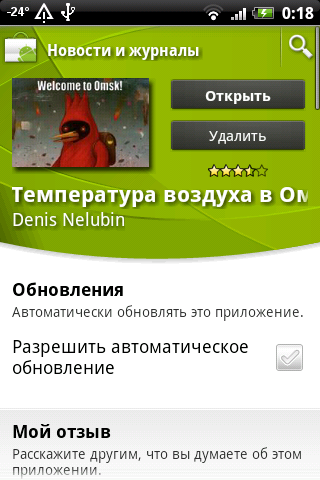 -24° 0:18
Новости и журналы
Welcome to Omsk!
Открыть
Удалить
Температура воздуха в Ом
Denis Nelubin
Обновления
Автоматически обновлять это приложение.
Разрешить автоматическое
обновление
Мой отзыв
Расскажите другим, что вы думаете об этом
приложении.